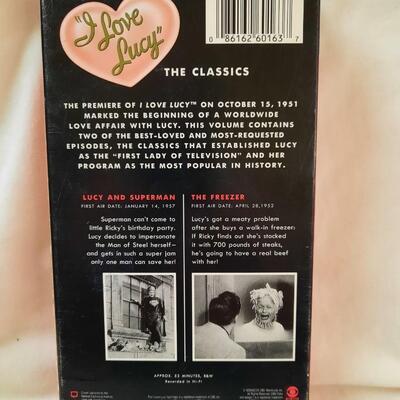 "I Love
Lucy"
0 86162 60163 7
THE CLASSICS
THE PREMIERE OF I LOVE LUCY™ ON OCTOBER 15, 1951
MARKED THE BEGINNING OF A WORLDWIDE
LOVE AFFAIR WITH LUCY. THIS VOLUME CONTAINS
TWO OF THE BEST-LOVED AND MOST-REQUESTED
EPISODES, THE CLASSICS THAT ESTABLISHED LUCY
AS THE "FIRST LADY OF TELEVISION" AND HER
PROGRAM AS THE MOST POPULAR IN HISTORY.
LUCY AND SUPERMAN
FIRST AIR DATE: JANUARY 14, 1957
Superman can't come to
little Ricky's birthday party.
Lucy decides to impersonate
the Man of Steel herself—
and gets in such a super jam
only one man can save her!
THE FREEZER
FIRST AIR DATE: APRIL 28, 1952
Lucy's got a meaty problem
after she buys a walk-in freezer:
If Ricky finds out she's stacked
it with 700 pounds of steaks,
he's going to have a real
beef with her!
APPROX. 52 MINUTES, B&W
Recorded in Hi-Fi